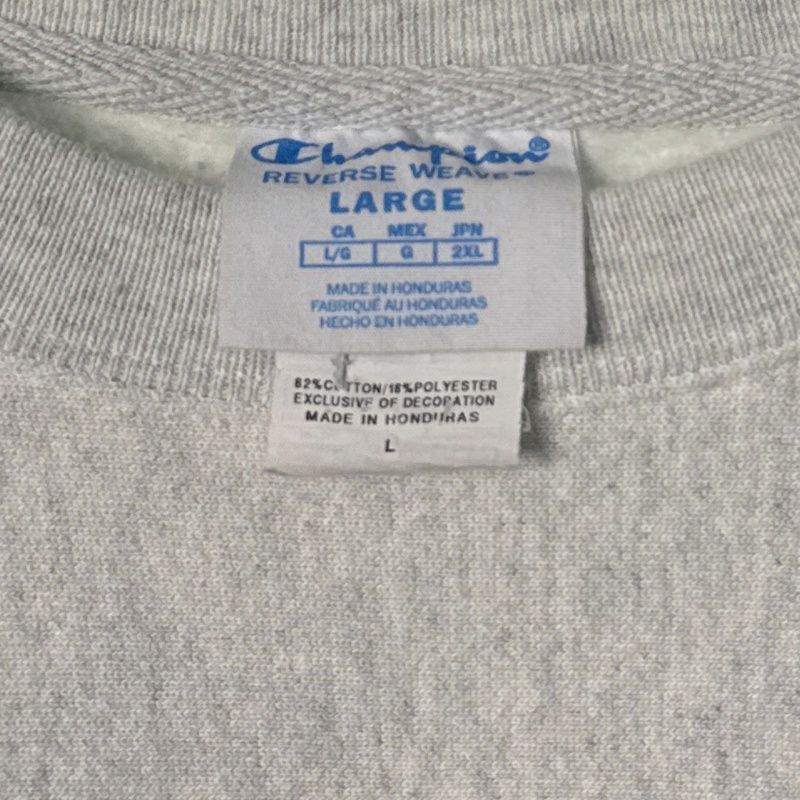 Champion®
REVERSE WEAVE
LARGE
CA MEX JPN
L/G G 2XL
MADE IN HONDURAS
FABRIQUÉ AU HONDURAS
HECHO EN HONDURAS
82%COTTON/18%POLYESTER
EXCLUSIVE OF DECORATION
MADE IN HONDURAS
L